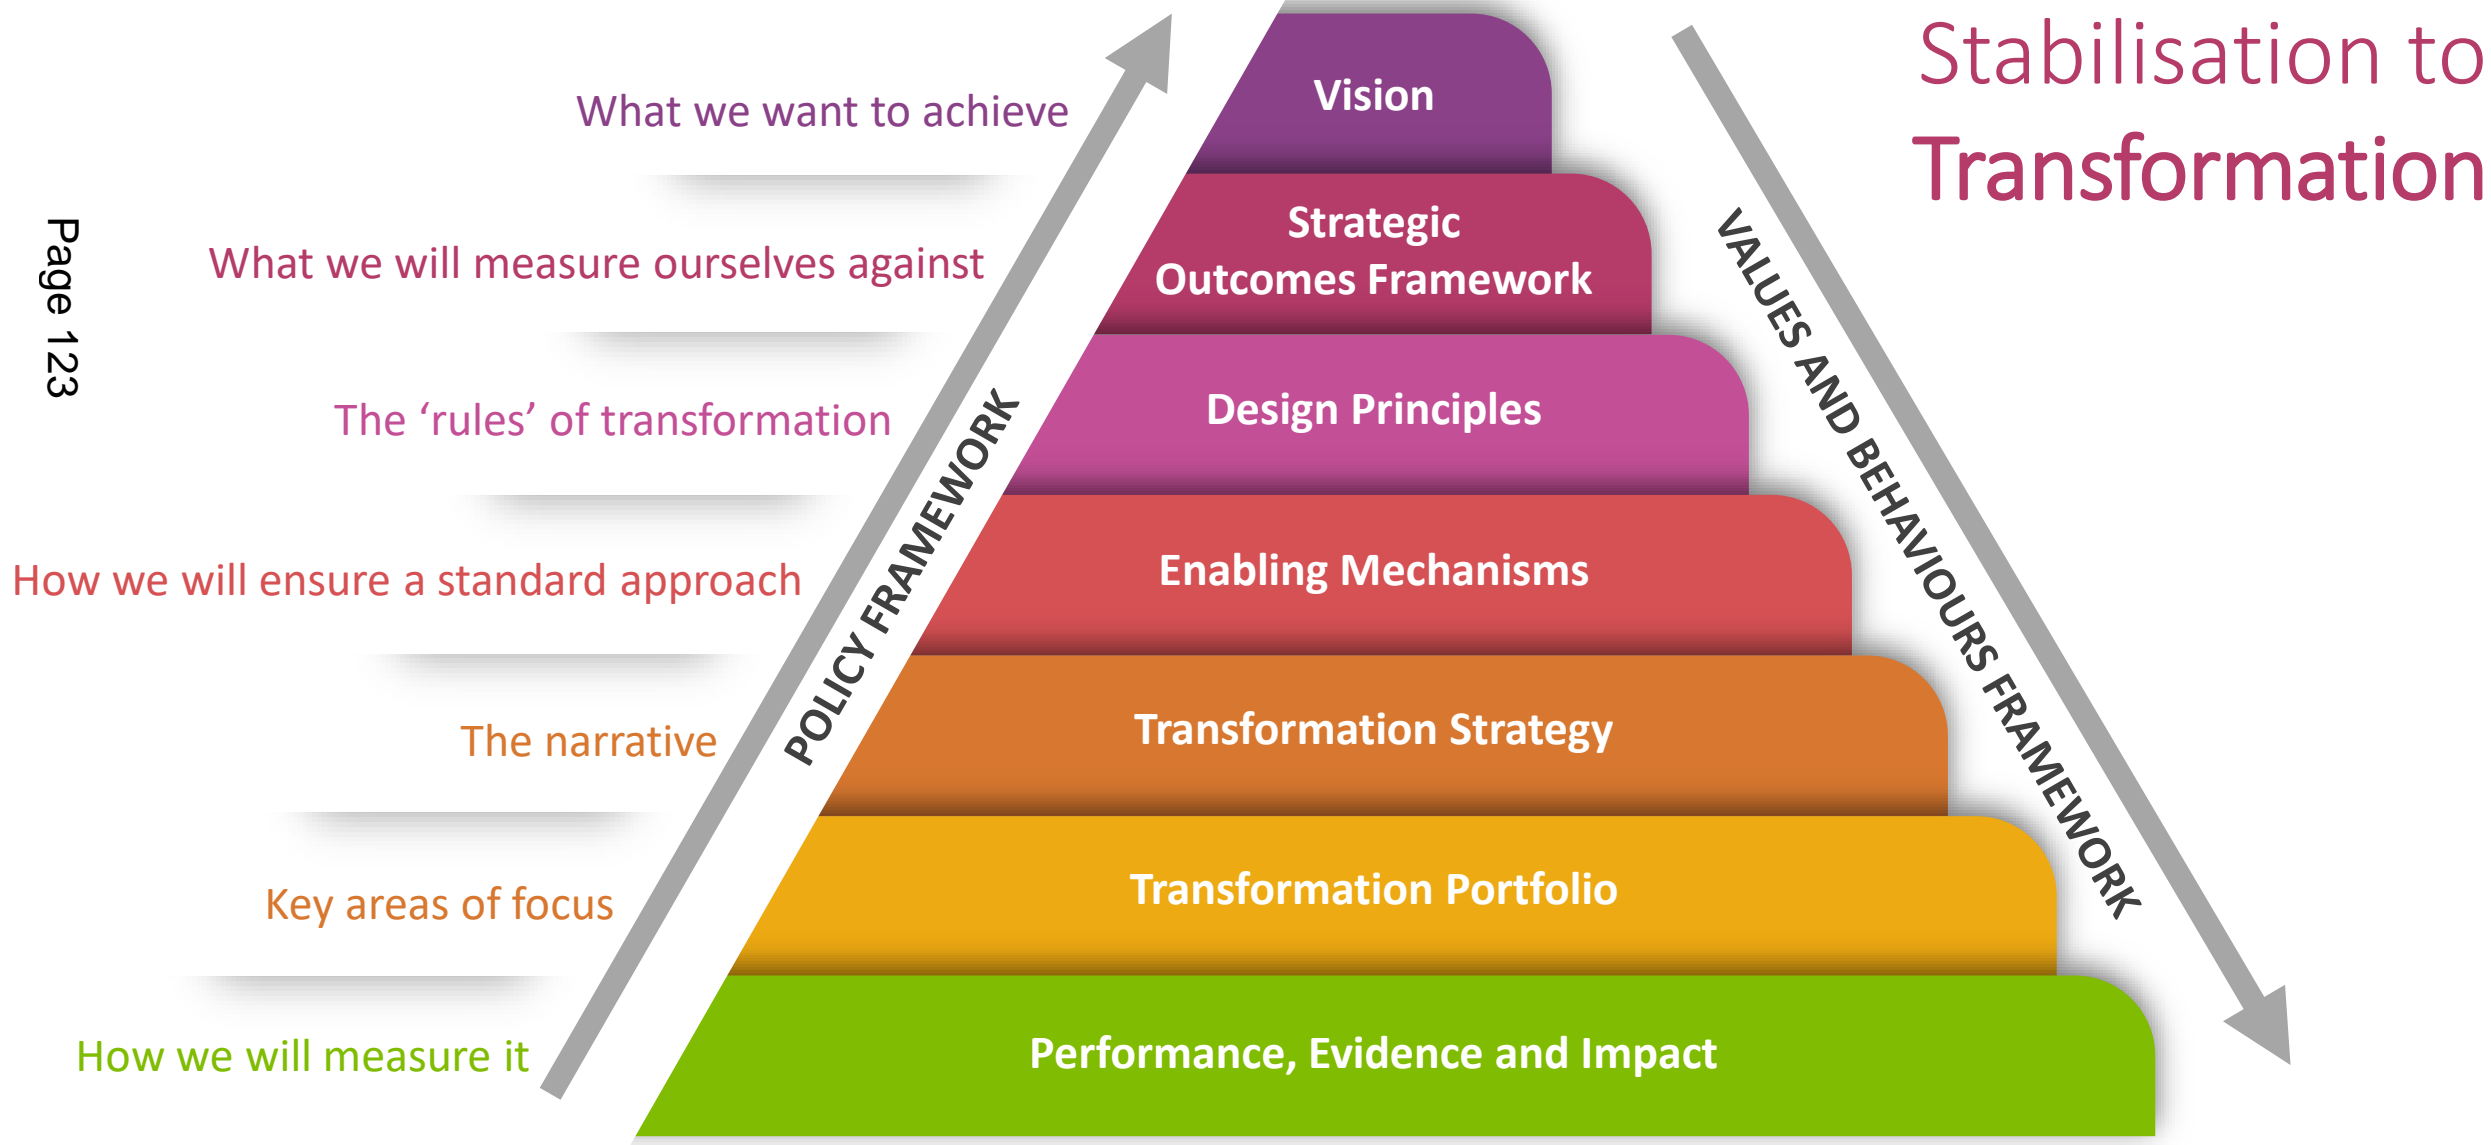 Stabilisation to
Transformation
What we want to achieve
Vision
What we will measure ourselves against
Strategic
Outcomes Framework
The ‘rules’ of transformation
Design Principles
How we will ensure a standard approach
Enabling Mechanisms
The narrative
Transformation Strategy
Key areas of focus
Transformation Portfolio
How we will measure it
Performance, Evidence and Impact
POLICY FRAMEWORK
VALUES AND BEHAVIOURS FRAMEWORK
Page 123